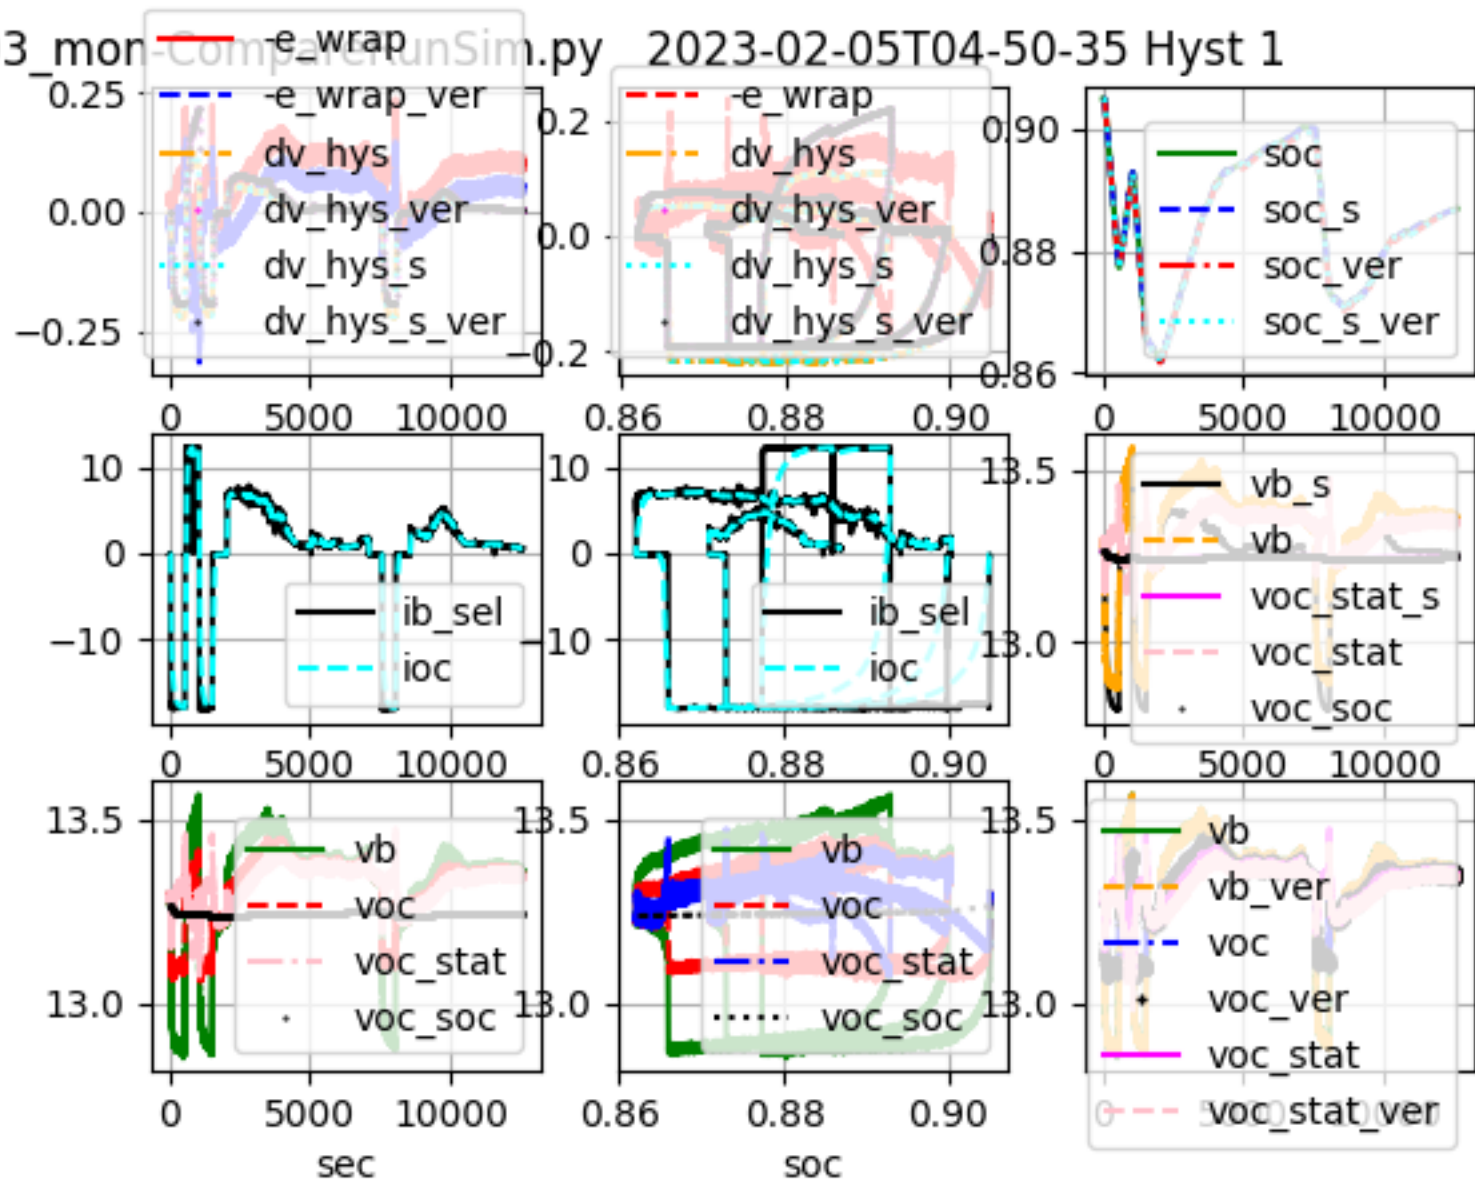 3_mon-CompareRunSim.py   2023-02-05T04-50-35 Hyst 1
-e_wrap
-e_wrap_ver
dv_hys
dv_hys_ver
dv_hys_s
dv_hys_s_ver
0.25
0.00
−0.25
0 5000 10000
-e_wrap
dv_hys
dv_hys_ver
dv_hys_s
dv_hys_s_ver
0.2
0.0
−0.2
0.86 0.88 0.90
soc
soc_s
soc_ver
soc_s_ver
0.90
0.88
0.86
0 5000 10000
10
0
−10
ib_sel
ioc
0 5000 10000
10
0
−10
ib_sel
ioc
0.86 0.88 0.90
13.5
13.0
vb_s
vb
voc_stat_s
voc_stat
voc_soc
0 5000 10000
13.5
13.0
vb
voc
voc_stat
voc_soc
0 5000 10000
sec
13.5
13.0
vb
voc
voc_stat
voc_soc
0.86 0.88 0.90
soc
13.5
13.0
vb
vb_ver
voc
voc_ver
voc_stat
voc_stat_ver
0 5000 10000